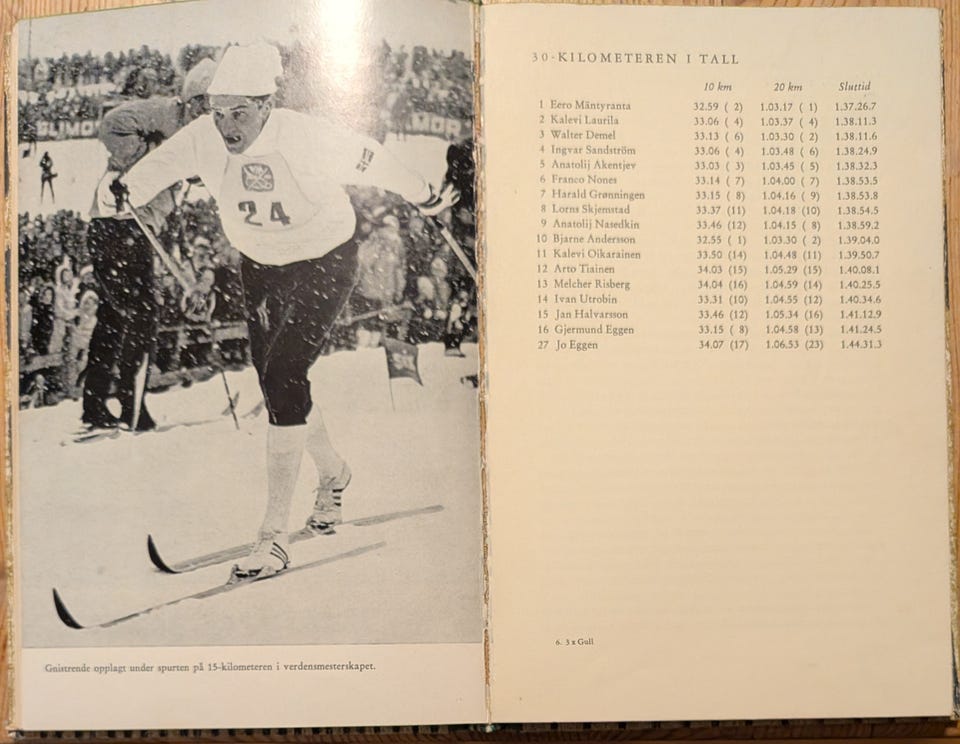 SLIMOR
MOR
24
Gnistrende opplagt under spurten på 15-kilometeren i verdensmesterskapet.
30-KILOMETEREN I TALL
10 km 20 km Sluttid
1 Eero Mäntyranta 32.59 ( 2) 1.03.17 ( 1) 1.37.26.7
2 Kalevi Laurila 33.06 ( 4) 1.03.37 ( 4) 1.38.11.3
3 Walter Demel 33.13 ( 6) 1.03.30 ( 2) 1.38.11.6
4 Ingvar Sandström 33.06 ( 4) 1.03.48 ( 6) 1.38.24.9
5 Anatolij Akentjev 33.03 ( 3) 1.03.45 ( 5) 1.38.32.3
6 Franco Nones 33.14 ( 7) 1.04.00 ( 7) 1.38.53.5
7 Harald Grønningen 33.15 ( 8) 1.04.16 ( 9) 1.38.53.8
8 Lorns Skjemstad 33.37 (11) 1.04.18 (10) 1.38.54.5
9 Anatolij Nasedkin 33.46 (12) 1.04.15 ( 8) 1.38.59.2
10 Bjarne Andersson 32.55 ( 1) 1.03.30 ( 2) 1.39.04.0
11 Kalevi Oikarainen 33.50 (14) 1.04.48 (11) 1.39.50.7
12 Arto Tiainen 34.03 (15) 1.05.29 (15) 1.40.08.1
13 Melcher Risberg 34.04 (16) 1.04.59 (14) 1.40.25.5
14 Ivan Utrobin 33.31 (10) 1.04.55 (12) 1.40.34.6
15 Jan Halvarsson 33.46 (12) 1.05.34 (16) 1.41.12.9
16 Gjermund Eggen 33.15 ( 8) 1.04.58 (13) 1.41.24.5
27 Jo Eggen 34.07 (17) 1.06.53 (23) 1.44.31.3
6. 3 x Gull